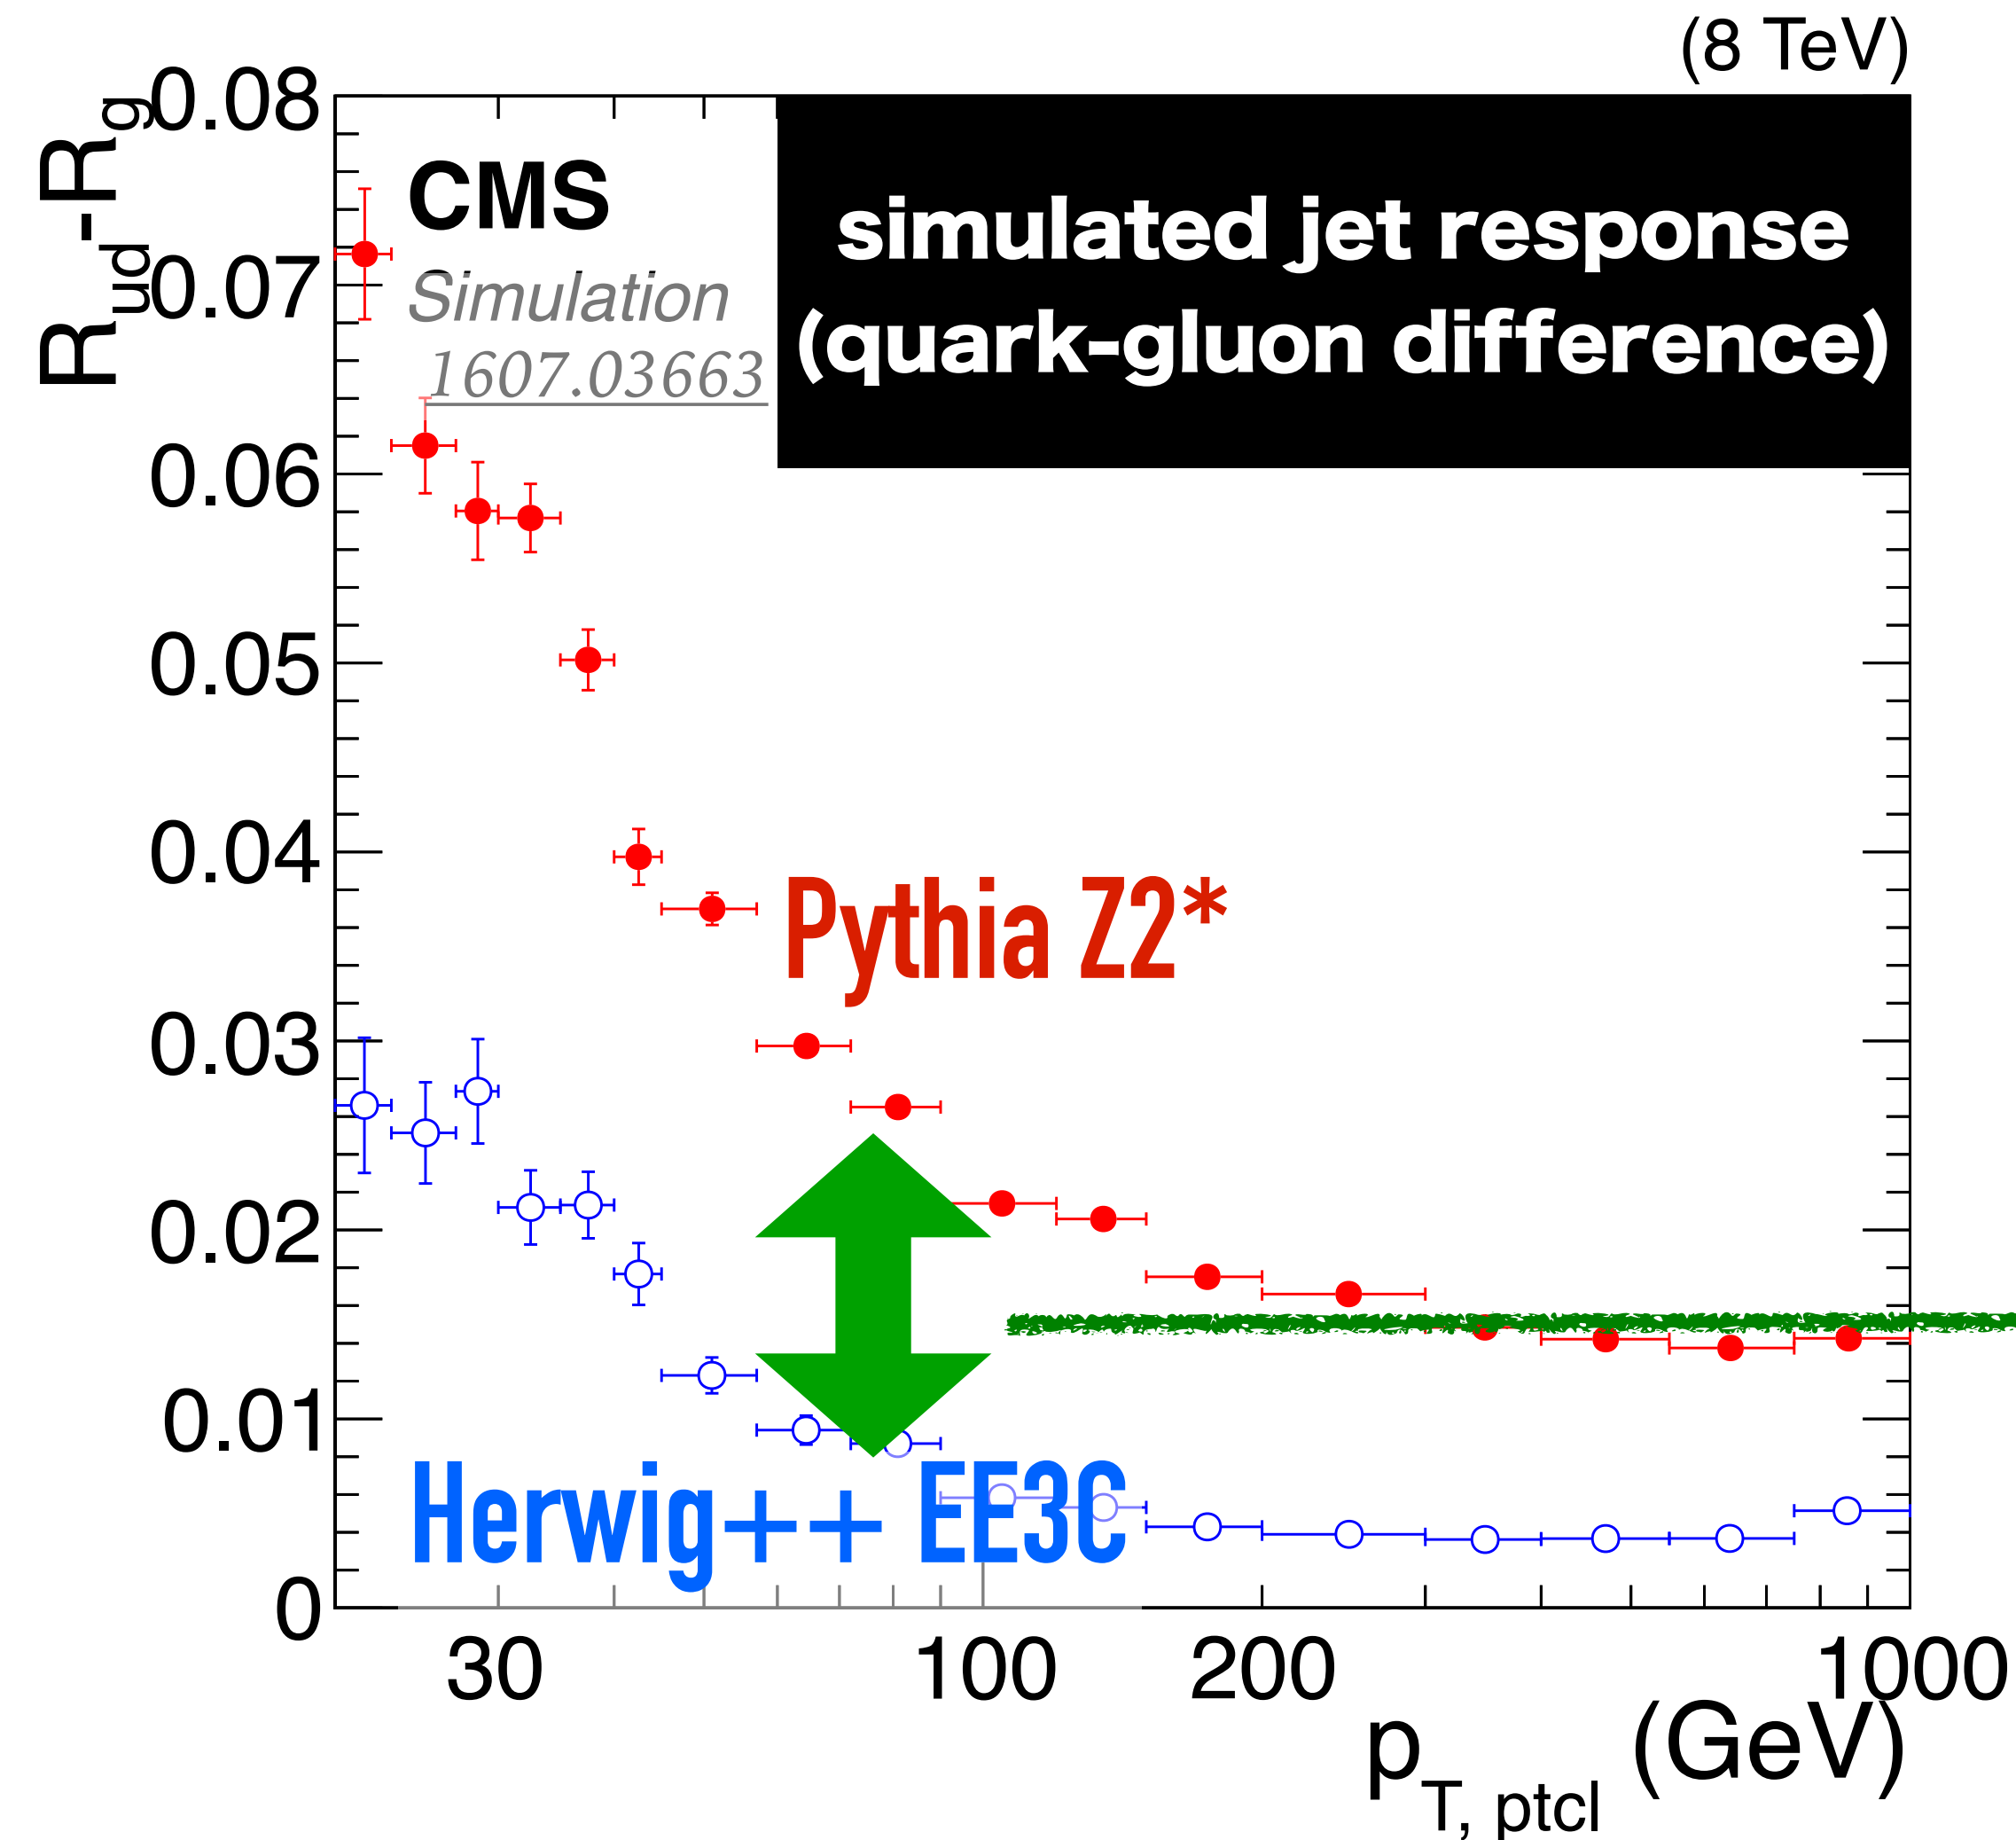 (8 TeV)
R_ud-R_g
0.08
0.07
0.06
0.05
0.04
0.03
0.02
0.01
0
CMS
Simulation
1607.03663
simulated jet response
(quark-gluon difference)
Pythia Z2*
Herwig++ EE3C
30
100
200
1000
p_T, ptcl (GeV)